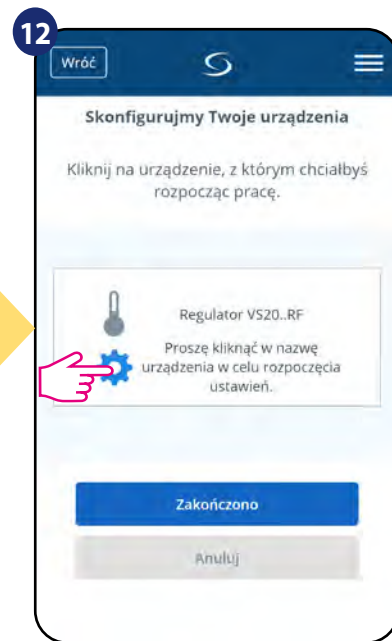 12
Wróć
Skonfigurujmy Twoje urządzenia
Kliknij na urządzenie, z którym chciałbyś
rozpocząc pracę.
Regulator VS20..RF
Proszę kliknąć w nazwę
urządzenia w celu rozpoczęcia
ustawień.
Zakończono
Anuluj